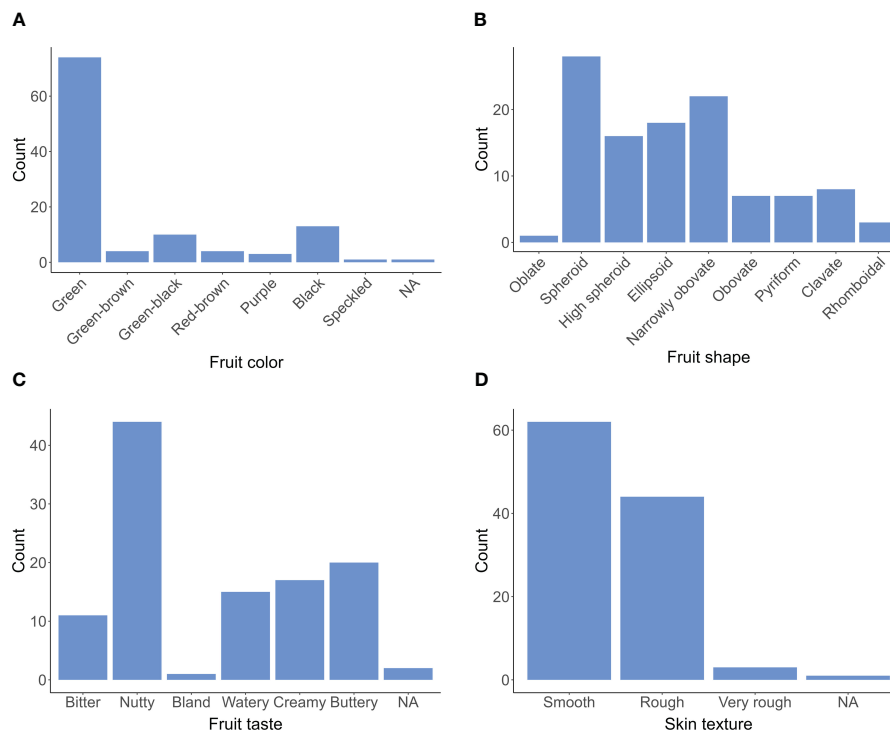 A
Count
60
40
20
0
Green
Green-brown
Green-black
Red-brown
Purple
Black
Speckled
NA
Fruit color
B
Count
20
10
0
Oblate
Spheroid
High spheroid
Ellipsoid
Narrowly obovate
Obovate
Pyriform
Clavate
Rhomboidal
Fruit shape
C
Count
40
30
20
10
0
Bitter Nutty Bland Watery Creamy Buttery NA
Fruit taste
D
Count
60
40
20
0
Smooth Rough Very rough NA
Skin texture